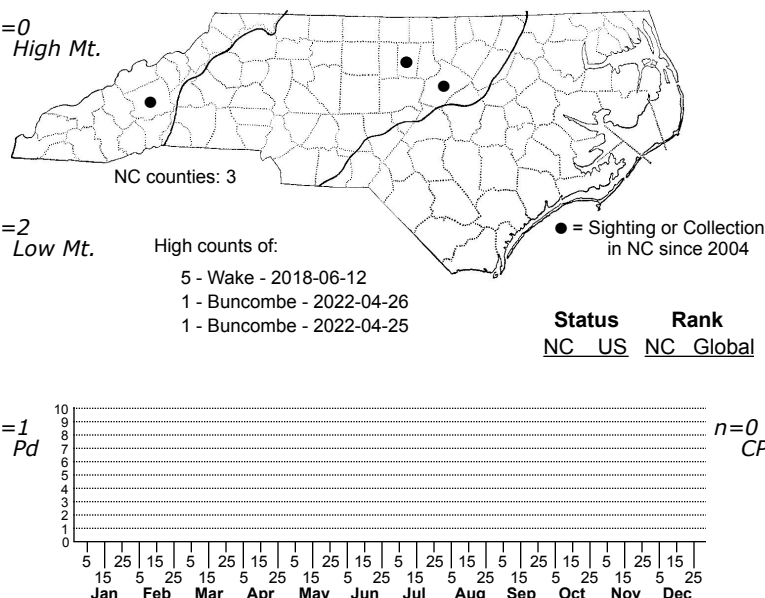 =0
High Mt.
NC counties: 3
=2
Low Mt.
High counts of:
5 - Wake - 2018-06-12
1 - Buncombe - 2022-04-26
1 - Buncombe - 2022-04-25
● = Sighting or Collection
in NC since 2004
Status Rank
NC US NC Global
=1
Pd
10
9
8
7
6
5
4
3
2
1
0
n=0
CP
5 25 15 5 25 15 5 25 15 5 25 15 5 25 15 5 25 15
15 5 25 15 5 25 15 5 25 15 5 25 15 5 25 15 5 25
Jan Feb Mar Apr May Jun Jul Aug Sep Oct Nov Dec